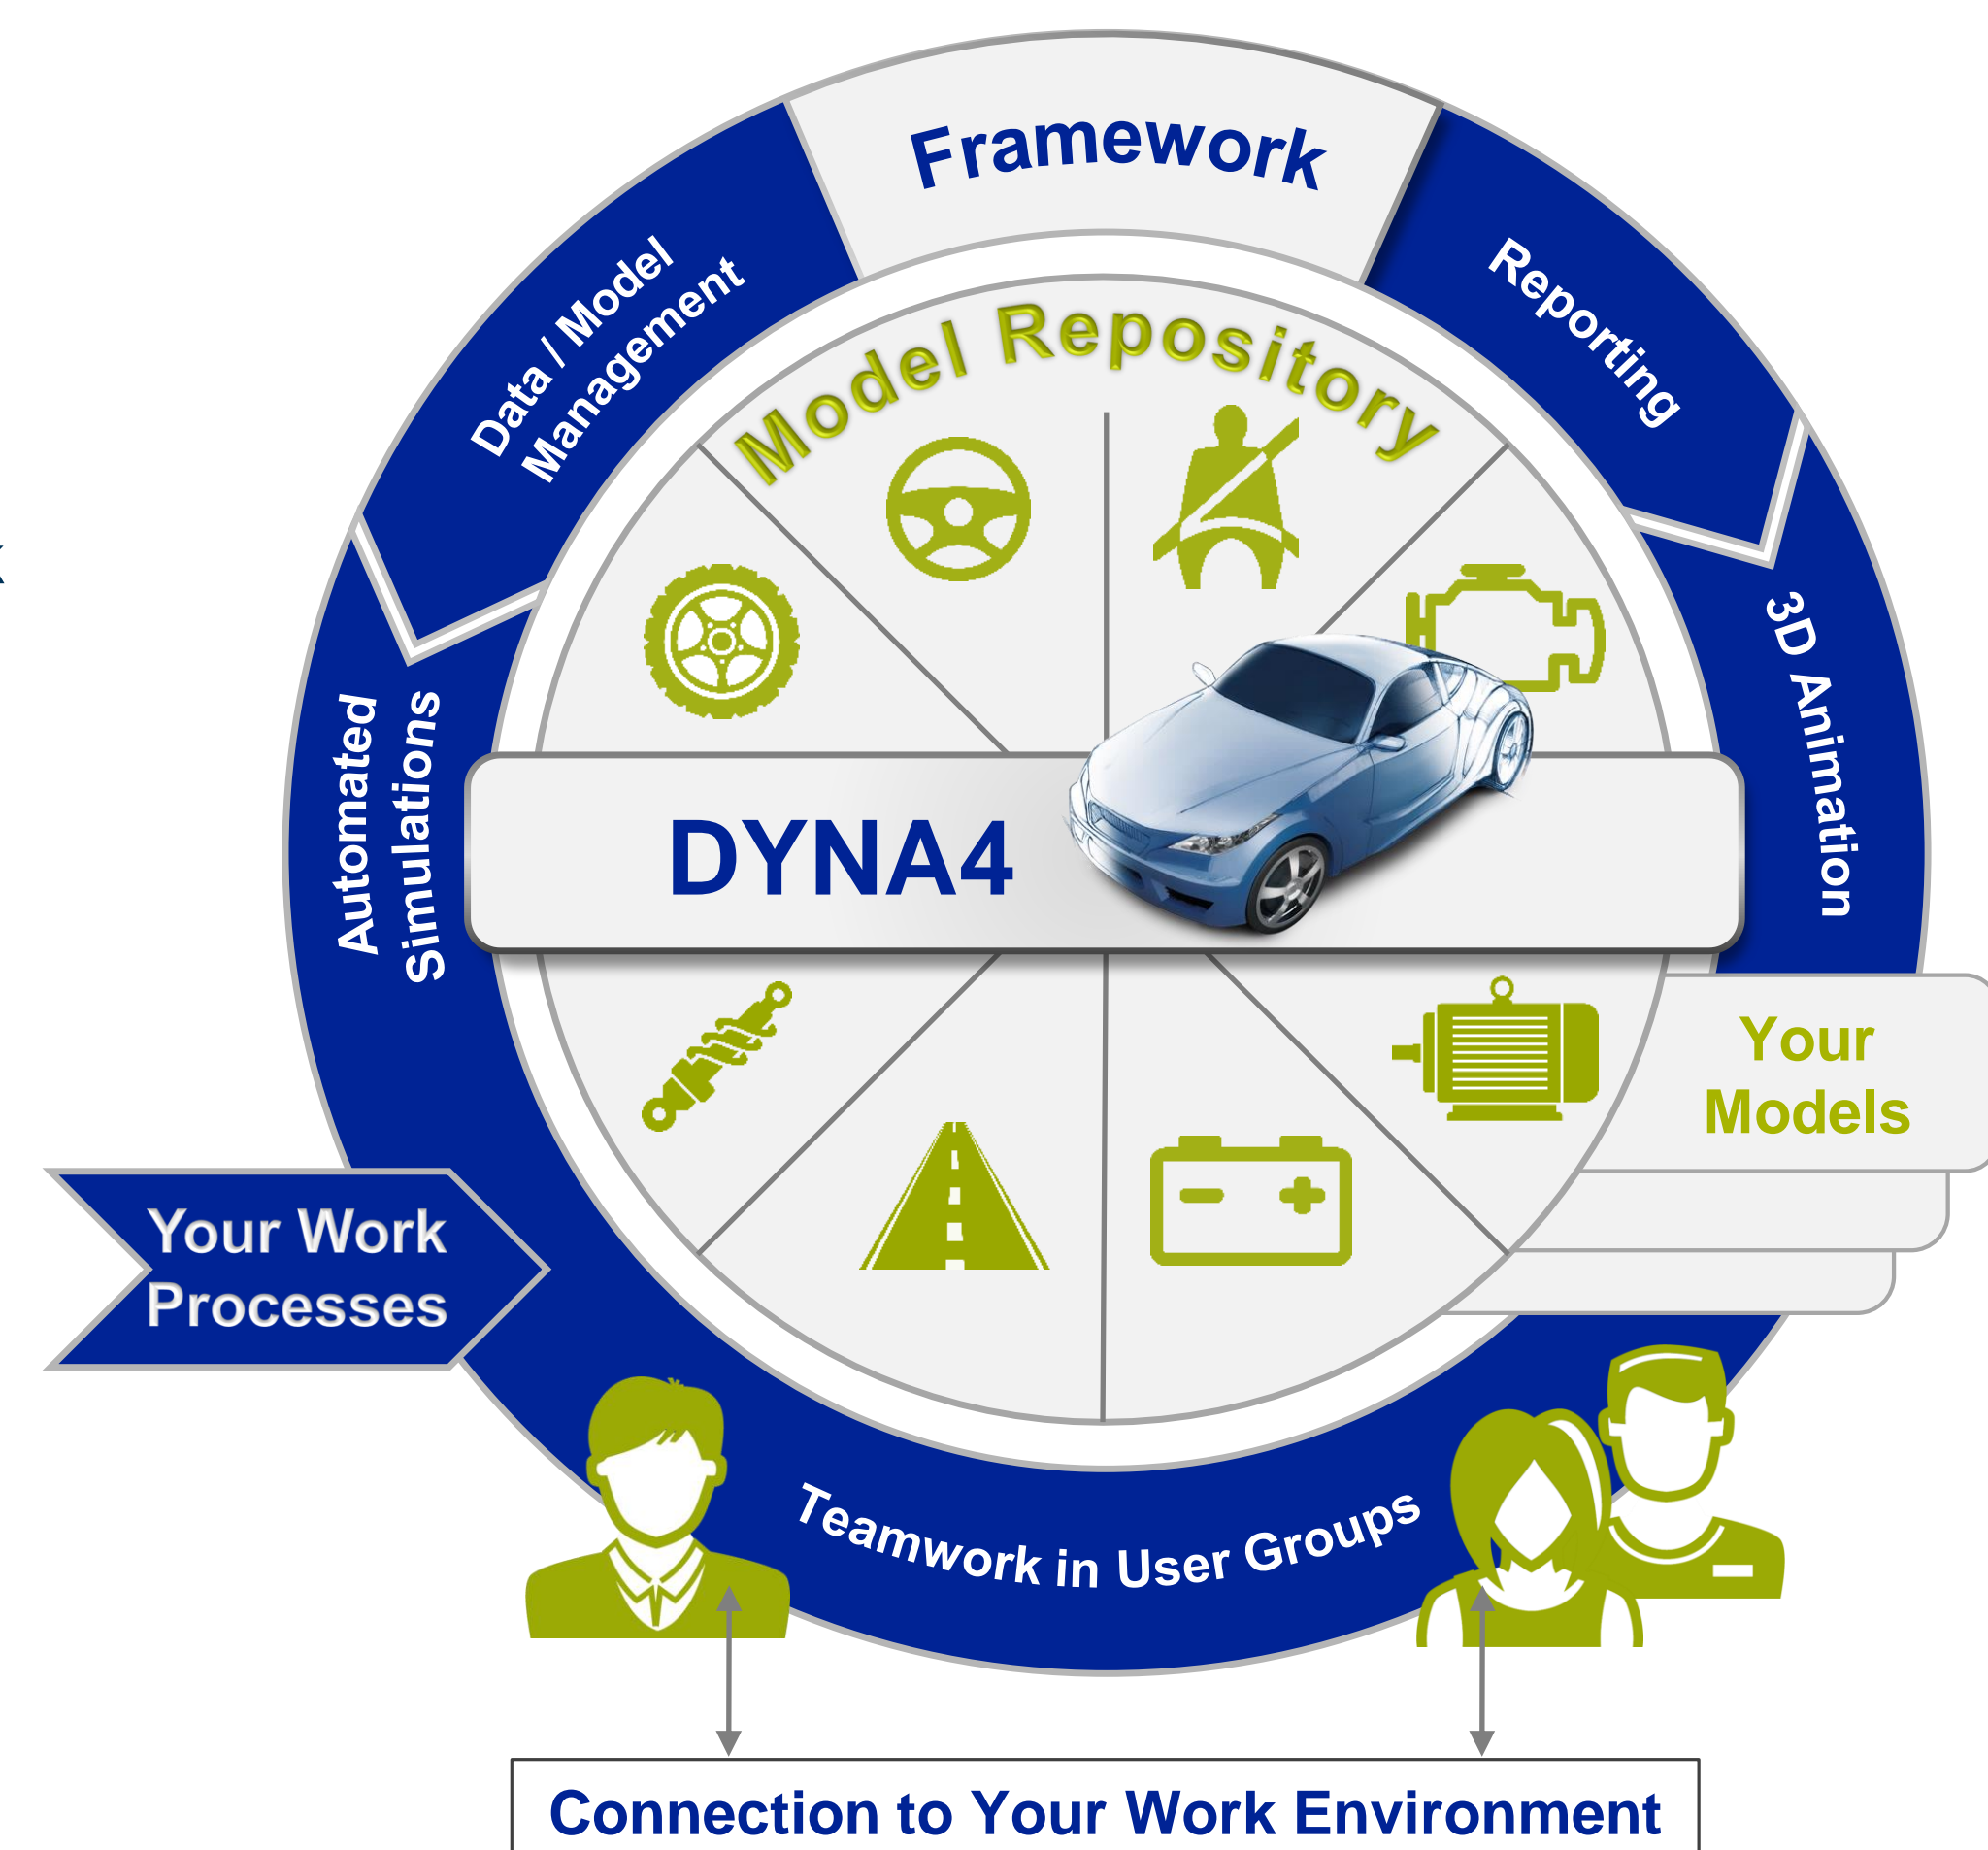 Framework
Data / Model
Management
Reporting
Model Repository
Automated
Simulations
3D Animation
DYNA4
Your
Models
Your Work
Processes
Teamwork in User Groups
Connection to Your Work Environment